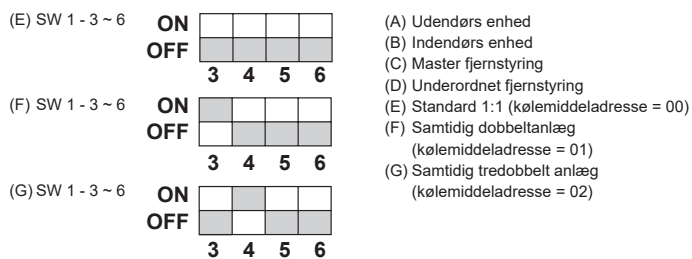 (E) SW 1 - 3 ~ 6
ON
OFF
3 4 5 6
(F) SW 1 - 3 ~ 6
ON
OFF
3 4 5 6
(G) SW 1 - 3 ~ 6
ON
OFF
3 4 5 6
(A) Udendørs enhed
(B) Indendørs enhed
(C) Master fjernstyring
(D) Underordnet fjernstyring
(E) Standard 1:1 (kølemiddeladresse = 00)
(F) Samtidig dobbeltanlæg
(kølemiddeladresse = 01)
(G) Samtidig tredobbelt anlæg
(kølemiddeladresse = 02)